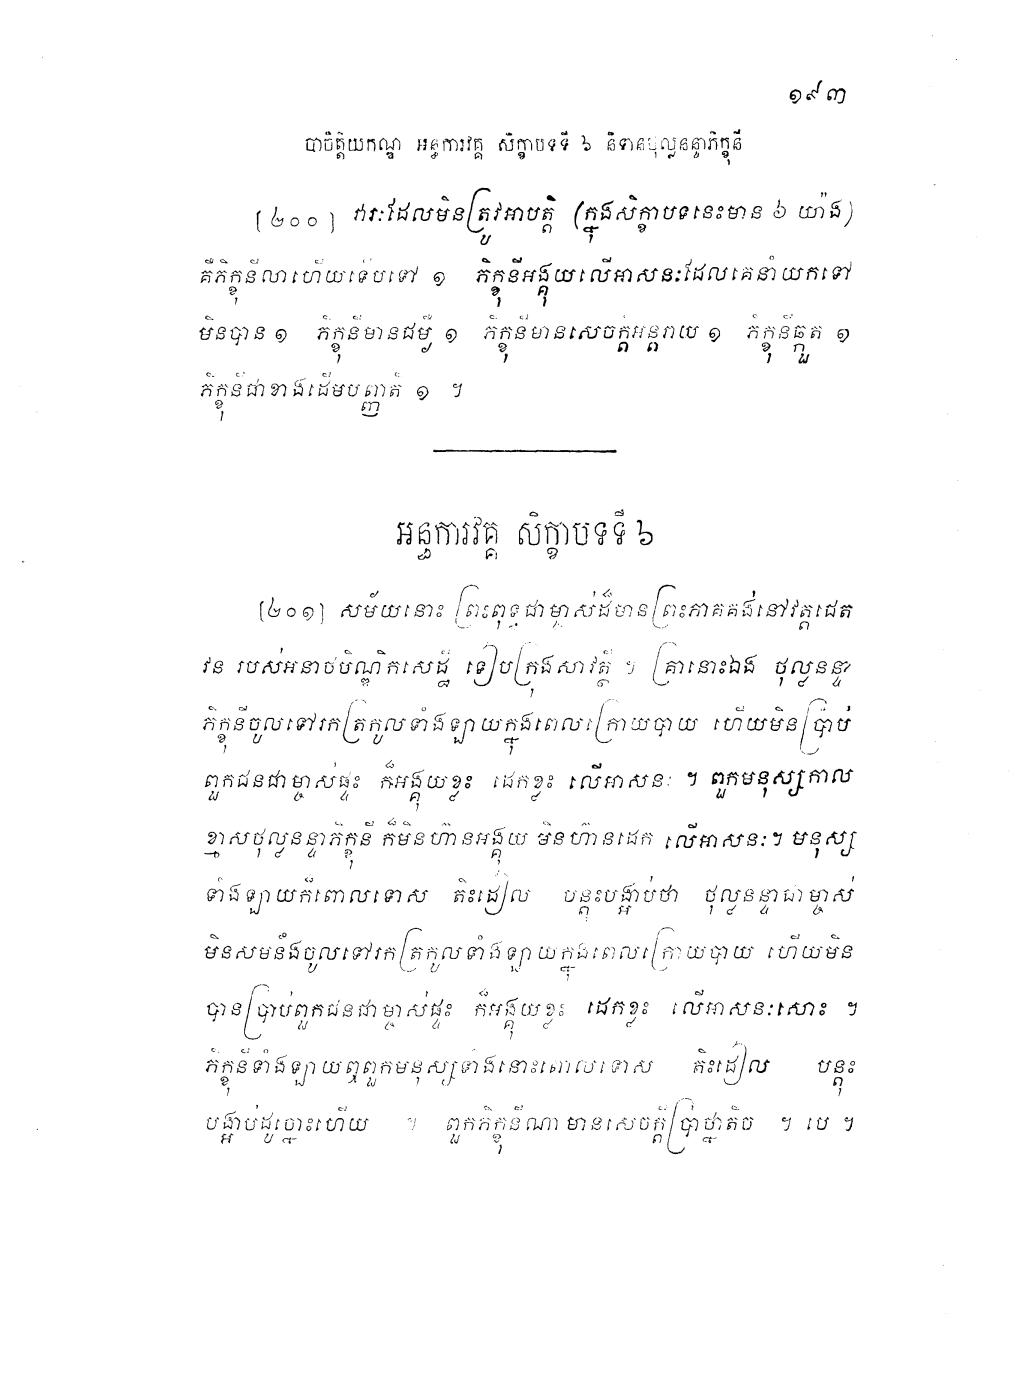 ១៩៣
បាចិត្តិយកណ្ឌ អន្ធការវគ្គ សិក្ខាបទទី ៦ និទានថុល្លនន្ទាភិក្ខុនី
[២០០] វារៈដែលមិនត្រូវអាបត្តិ (ក្នុងសិក្ខាបទនេះមាន ៦ យ៉ាង)
គឺភិក្ខុនីលាហើយទើបទៅ ១ ភិក្ខុនីអង្គុយលើអាសនៈដែលគេនាំយកទៅ
មិនបាន ១ ភិក្ខុនីមានជម្ងឺ ១ ភិក្ខុនីមានសេចក្តីអន្តរាយ ១ ភិក្ខុនីឆ្កួត ១
ភិក្ខុនីជាខាងដើមបញ្ញត្តិ ១ ។
អន្ធការវគ្គ សិក្ខាបទទី ៦
[២០១] សម័យនោះ ព្រះពុទ្ធជាម្ចាស់ដ៏មានព្រះភាគគង់នៅវត្តជេត
វន របស់អនាថបិណ្ឌិកសេដ្ឋី ទៀបក្រុងសាវត្ថី ។ គ្រានោះឯង ថុល្លនន្ទា
ភិក្ខុនីចូលទៅរកត្រកូលទាំងឡាយក្នុងពេលក្រោយបាយ ហើយមិនប្រាប់
ពួកជនជាម្ចាស់ផ្ទះ ក៏អង្គុយខ្លះ ដេកខ្លះ លើអាសនៈ ។ ពួកមនុស្សកាល
ខ្មាសថុល្លនន្ទាភិក្ខុនី ក៏មិនហ៊ានអង្គុយ មិនហ៊ានដេក លើអាសនៈ ។ មនុស្ស
ទាំងឡាយក៏ពោលទោស តិះដៀល បន្តុះបង្អាប់ថា ថុល្លនន្ទាជាម្ចាស់
មិនសមនឹងចូលទៅរកត្រកូលទាំងឡាយក្នុងពេលក្រោយបាយ ហើយមិន
បានប្រាប់ពួកជនជាម្ចាស់ផ្ទះ ក៏អង្គុយខ្លះ ដេកខ្លះ លើអាសនៈសោះ ។
ភិក្ខុនីទាំងឡាយឮពួកមនុស្សទាំងនោះពោលទោស តិះដៀល បន្តុះ
បង្អាប់ដូច្នោះហើយ ។ ពួកភិក្ខុនីណាមានសេចក្តីប្រាថ្នាតិច ។ បេ ។